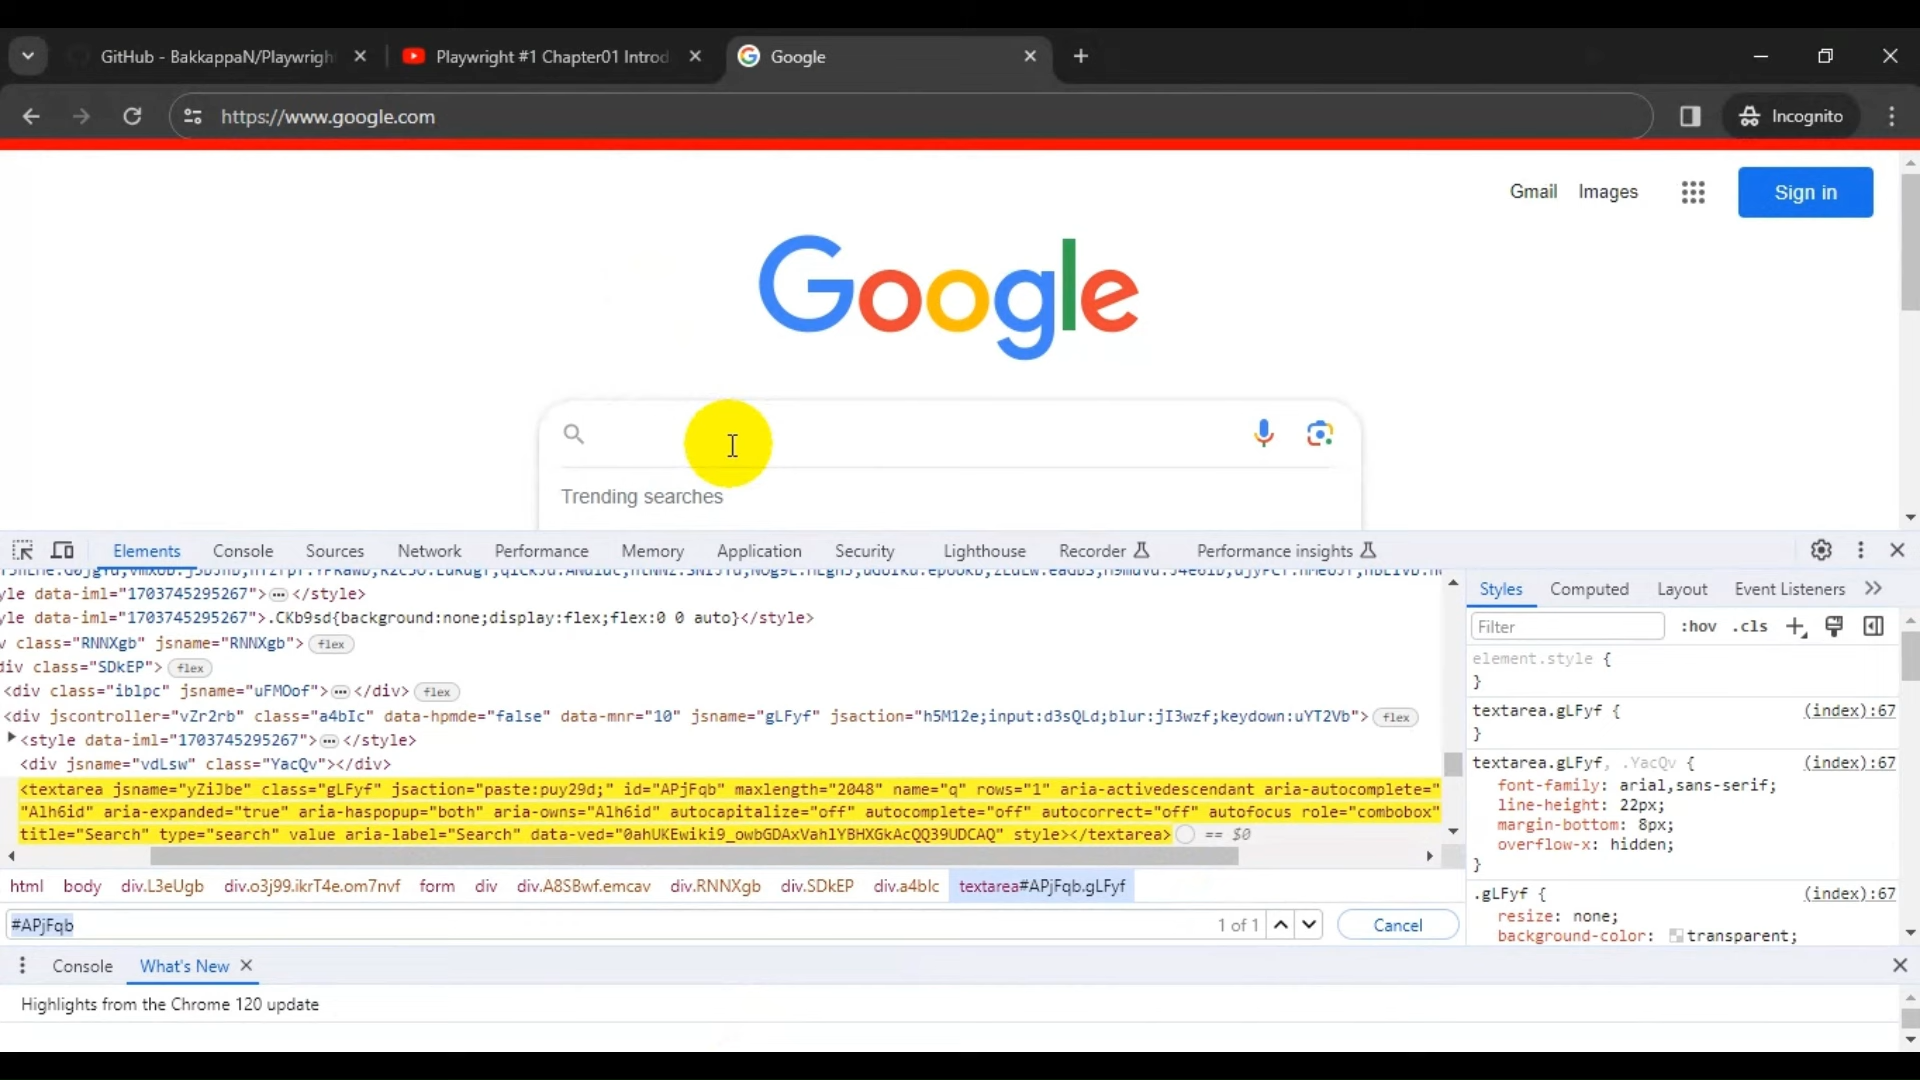 GitHub - BakkappaN/Playwrigh
Playwright #1 Chapter01 Introd
Google
https://www.google.com
Incognito
Gmail
Images
Sign in
Google
Trending searches
Elements
Console
Sources
Network
Performance
Memory
Application
Security
Lighthouse
Recorder
Performance insights
yle data-iml="1703745295267"></style>
yle data-iml="1703745295267">.CKb9sd{background:none;display:flex;flex:0 0 auto}</style>
v class="RNNXgb" jsname="RNNXgb"> flex
div class="SDkEP"> flex
<div class="iblpc" jsname="uFMOof">…</div> flex
<div jscontroller="vZr2rb" class="a4bIc" data-hpmde="false" data-mnr="10" jsname="gLFyf" jsaction="h5M12e;input:d3sQLd;blur:jI3wzf;keydown:uYT2Vb"> flex
<style data-iml="1703745295267">…</style>
<div jsname="vdLsw" class="YacQv"></div>
<textarea jsname="yZiJbe" class="gLFyf" jsaction="paste:puy29d;" id="APjFqb" maxlength="2048" name="q" rows="1" aria-activedescendant aria-autocomplete="
"Alh6id" aria-expanded="true" aria-haspopup="both" aria-owns="Alh6id" autocapitalize="off" autocomplete="off" autocorrect="off" autofocus role="combobox"
title="Search" type="search" value aria-label="Search" data-ved="0ahUKEwiki9_owbGDAxVahlYBHXGkAcQQ39UDCAQ" style></textarea> == $0
html
body
div.L3eUgb
div.o3j99.ikrT4e.om7nvf
form
div
div.A8SBwf.emcav
div.RNNXgb
div.SDkEP
div.a4bIc
textarea#APjFqb.gLFyf
#APjFqb
1 of 1
Cancel
Styles
Computed
Layout
Event Listeners
Filter
:hov
.cls
element.style {
}
textarea.gLFyf { (index):67
}
textarea.gLFyf, .YacQv { (index):67
font-family: arial,sans-serif;
line-height: 22px;
margin-bottom: 8px;
overflow-x: hidden;
}
.gLFyf { (index):67
resize: none;
background-color: transparent;
Console
What's New
Highlights from the Chrome 120 update